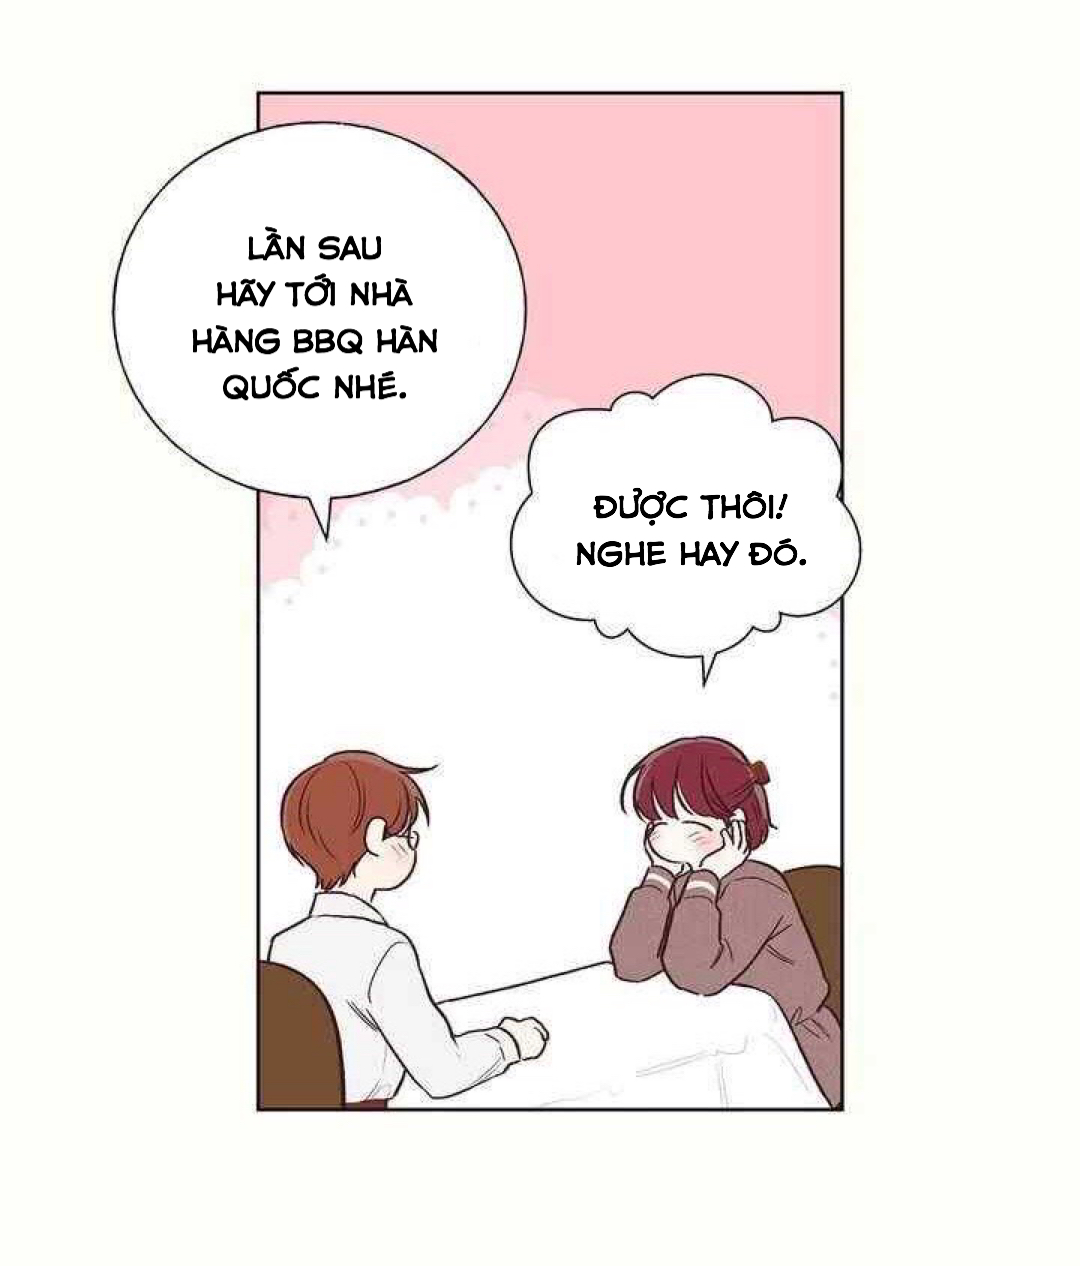 LẦN SAU
HÃY TỚI NHÀ
HÀNG BBQ HÀN
QUỐC NHÉ.
ĐƯỢC THÔI!
NGHE HAY ĐÓ.